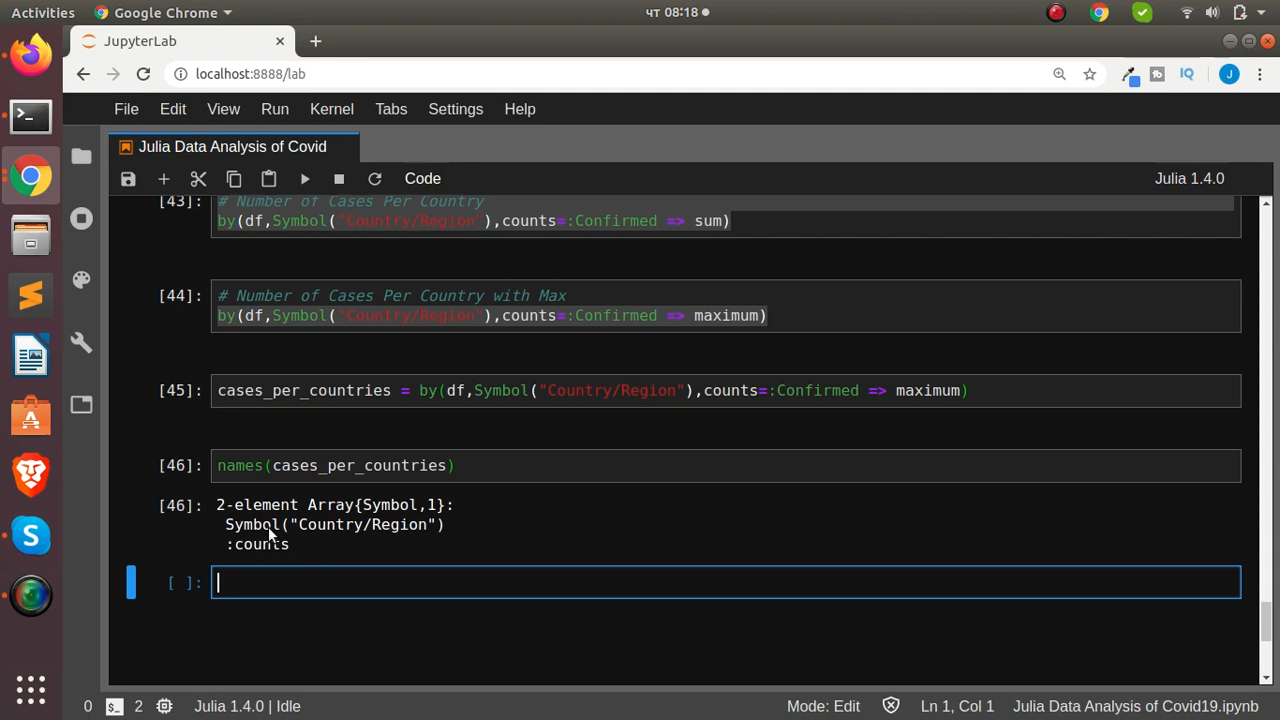 Activities
Google Chrome
чт 08:18
JupyterLab
localhost:8888/lab
IQ
J
File Edit View Run Kernel Tabs Settings Help
Julia Data Analysis of Covid
Code
Julia 1.4.0
[43]:
# Number of Cases Per Country
by(df,Symbol("Country/Region"),counts=:Confirmed => sum)
[44]:
# Number of Cases Per Country with Max
by(df,Symbol("Country/Region"),counts=:Confirmed => maximum)
[45]:
cases_per_countries = by(df,Symbol("Country/Region"),counts=:Confirmed => maximum)
[46]:
names(cases_per_countries)
[46]:
2-element Array{Symbol,1}:
Symbol("Country/Region")
:counts
[ ]:
0
2
Julia 1.4.0 | Idle
Mode: Edit
Ln 1, Col 1
Julia Data Analysis of Covid19.ipynb